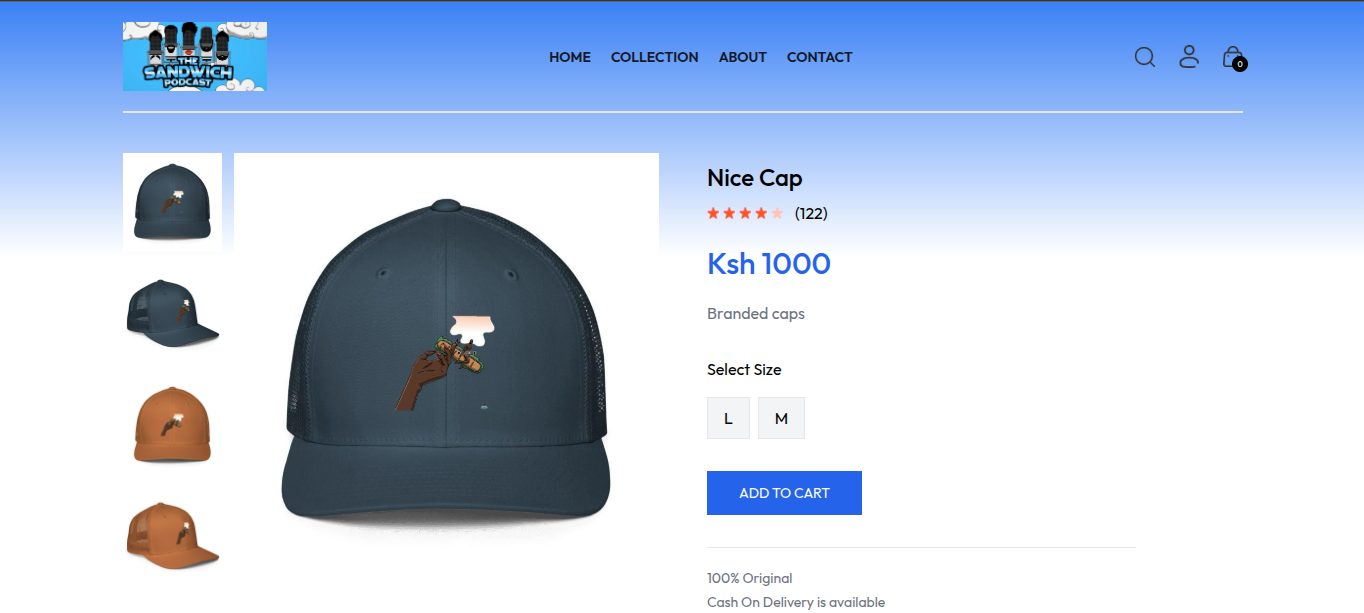 THE
SANDWICH
PODCAST
HOME COLLECTION ABOUT CONTACT
0
Nice Cap
(122)
Ksh 1000
Branded caps
Select Size
L M
ADD TO CART
100% Original
Cash On Delivery is available